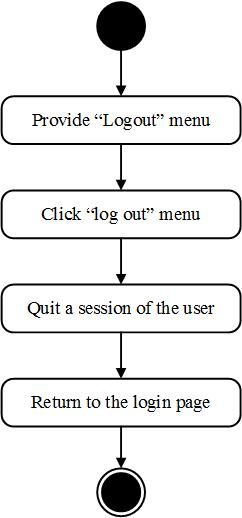 Provide “Logout” menu
Click “log out” menu
Quit a session of the user
Return to the login page